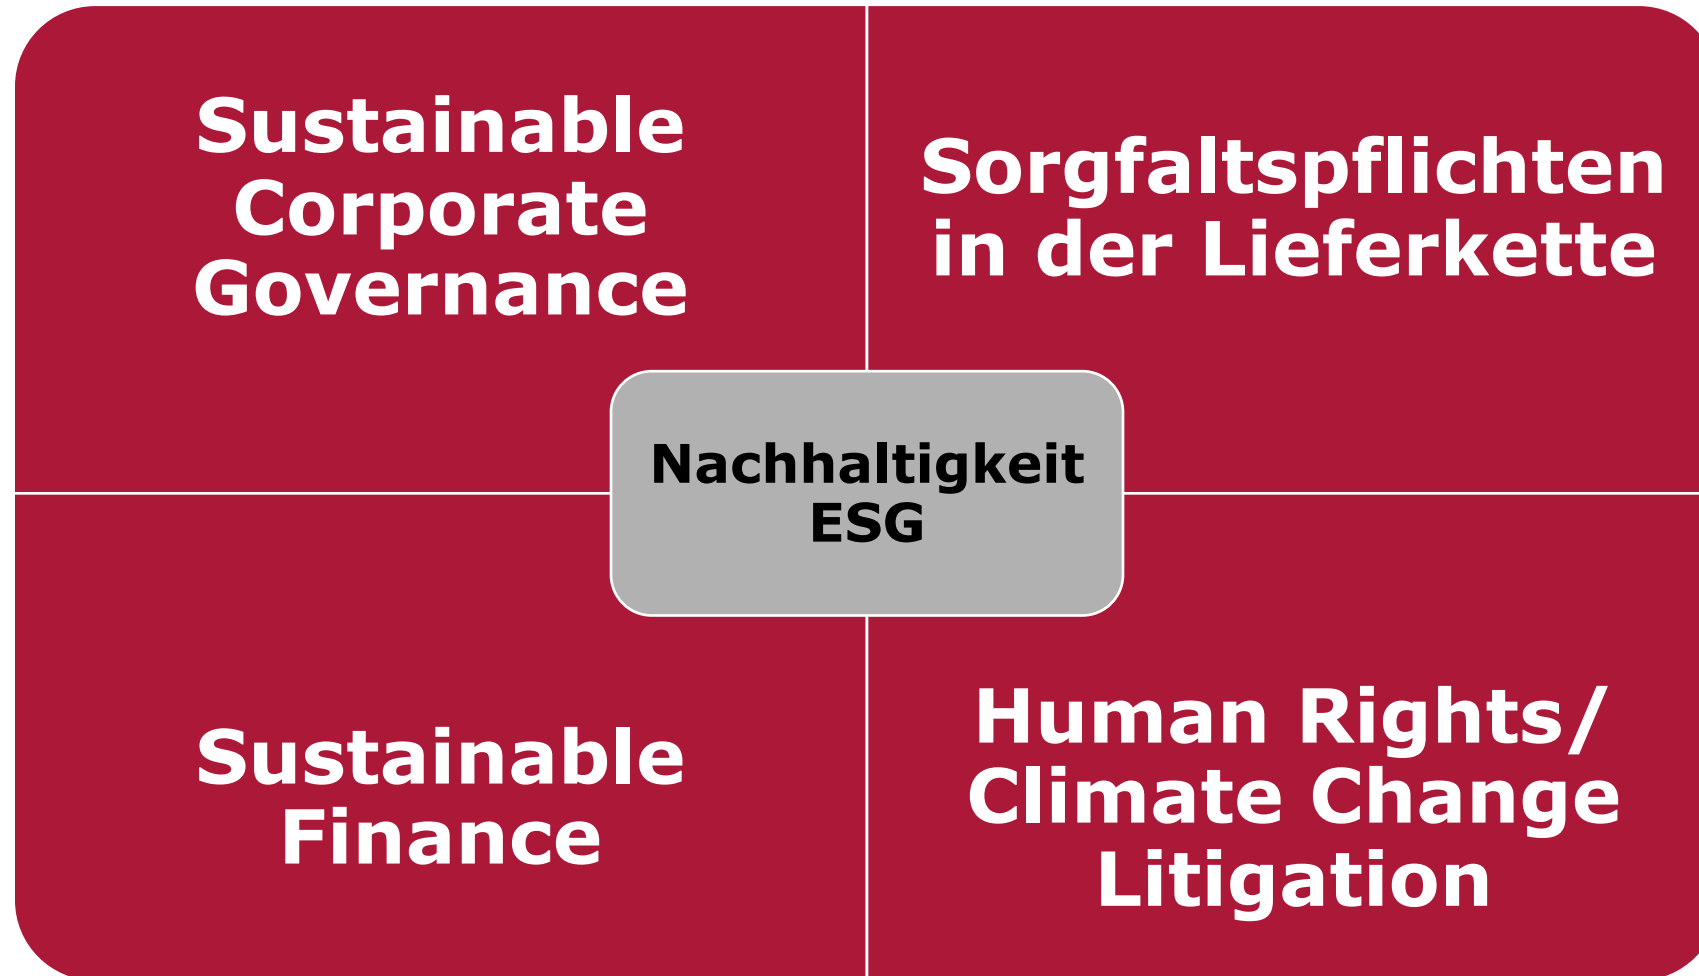 Sustainable
Corporate
Governance
Sorgfaltspflichten
in der Lieferkette
Nachhaltigkeit
ESG
Sustainable
Finance
Human Rights/
Climate Change
Litigation